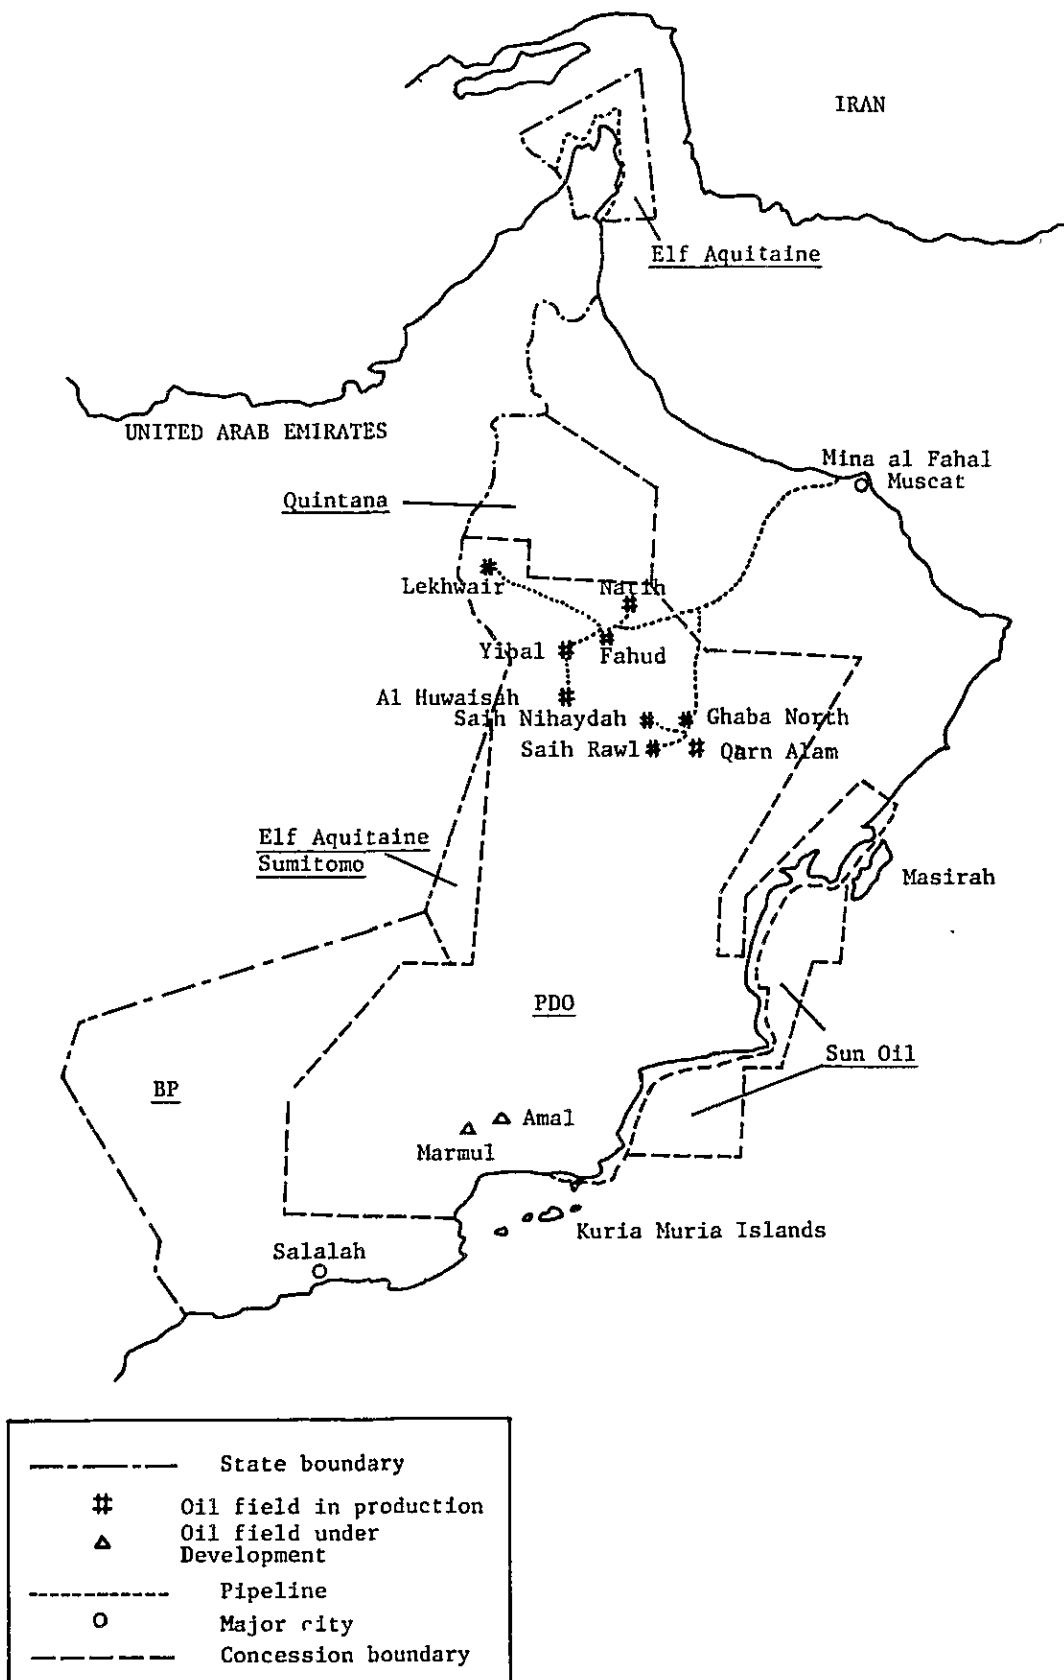 IRAN
Elf Aquitaine
UNITED ARAB EMIRATES
Mina al Fahal
Muscat
Quintana
Lekhwair
Natih
Yibal
Fahud
Al Huwaisah
Saih Nihaydah
Ghaba North
Saih Rawl
Qarn Alam
Elf Aquitaine
Sumitomo
Masirah
PDO
Sun Oil
BP
Amal
Marmul
Kuria Muria Islands
Salalah
State boundary
Oil field in production
Oil field under
Development
Pipeline
Major city
Concession boundary